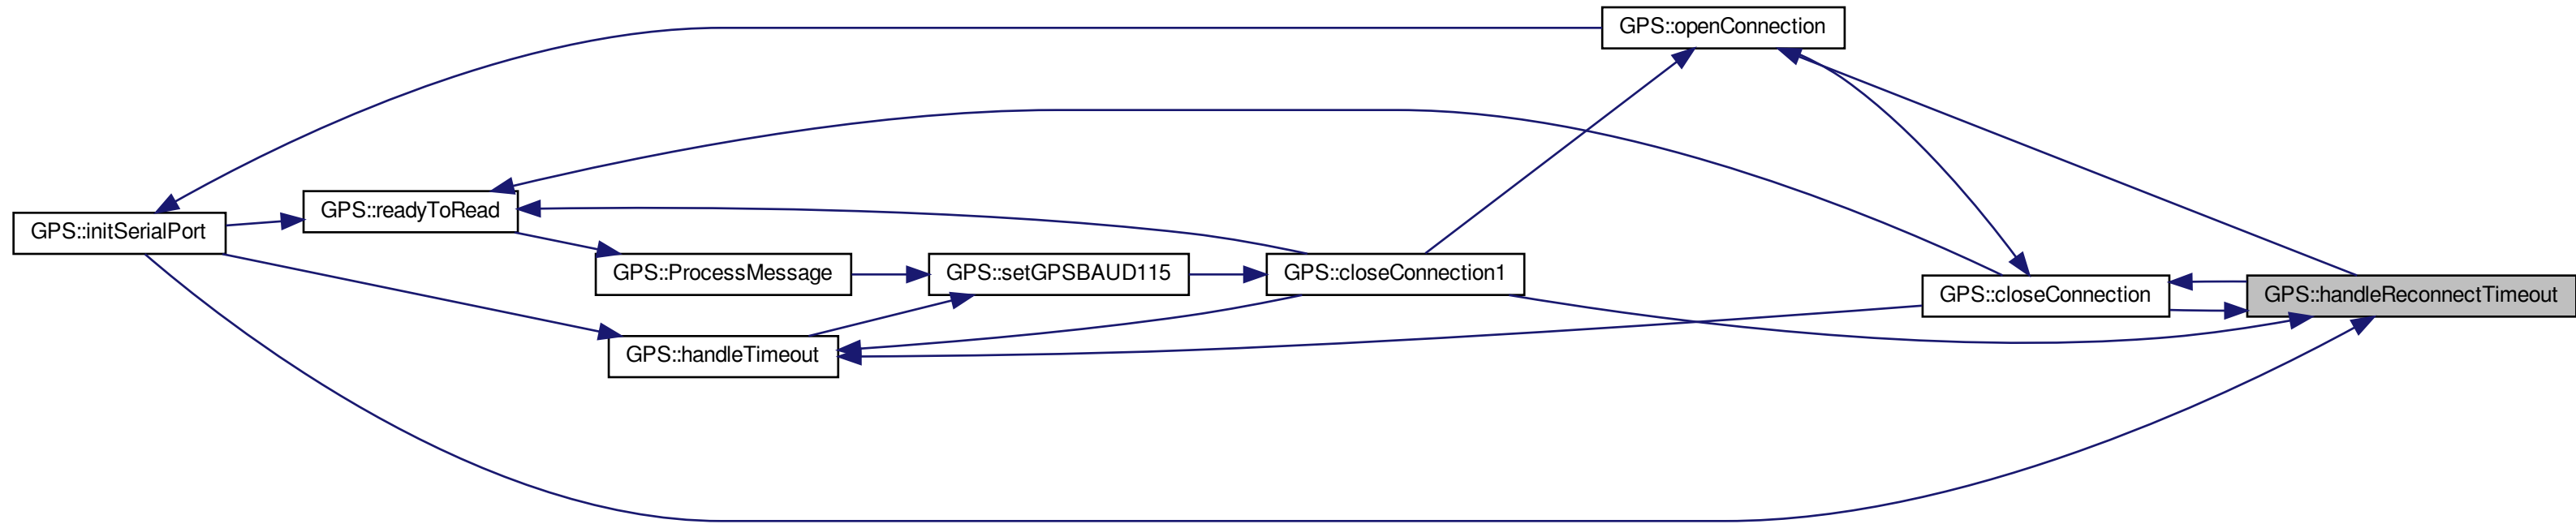 GPS::openConnection
GPS::readyToRead
GPS::initSerialPort
GPS::ProcessMessage
GPS::setGPSBAUD115
GPS::closeConnection1
GPS::closeConnection
GPS::handleReconnectTimeout
GPS::handleTimeout